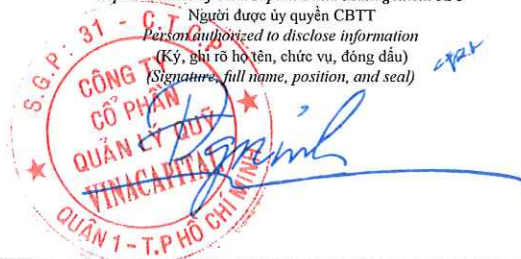 Người được ủy quyền CBTT
Person authorized to disclose information
(Ký, ghi rõ họ tên, chức vụ, đóng dấu)
(Signature, full name, position, and seal)
S.G.P: 31 - C.T.C.P
CÔNG TY
CỔ PHẦN
QUẢN LÝ QUỸ
VINACAPITAL
QUẬN 1 - T.P HỒ CHÍ MINH